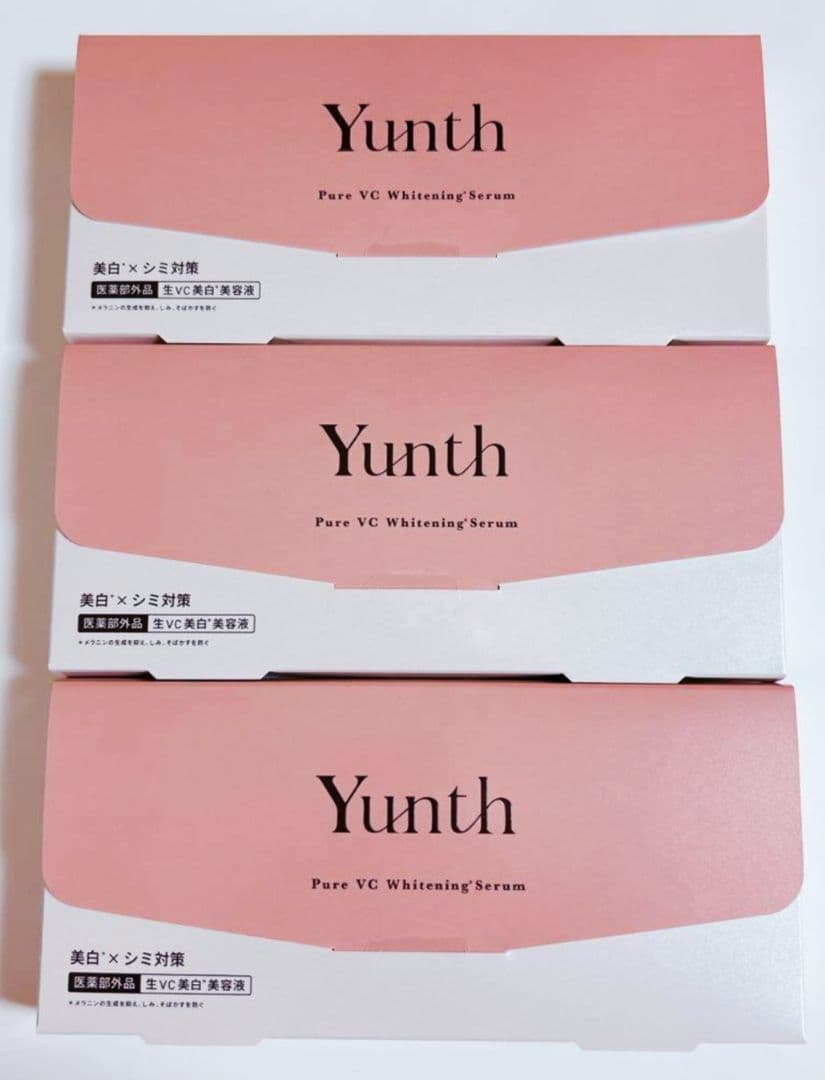 Yunth
Pure VC Whitening*Serum
美白*×シミ対策
医薬部外品 生VC美白*美容液
*メラニンの生成を抑え、しみ、そばかすを防ぐ
Yunth
Pure VC Whitening*Serum
美白*×シミ対策
医薬部外品 生VC美白*美容液
*メラニンの生成を抑え、しみ、そばかすを防ぐ
Yunth
Pure VC Whitening*Serum
美白*×シミ対策
医薬部外品 生VC美白*美容液
*メラニンの生成を抑え、しみ、そばかすを防ぐ